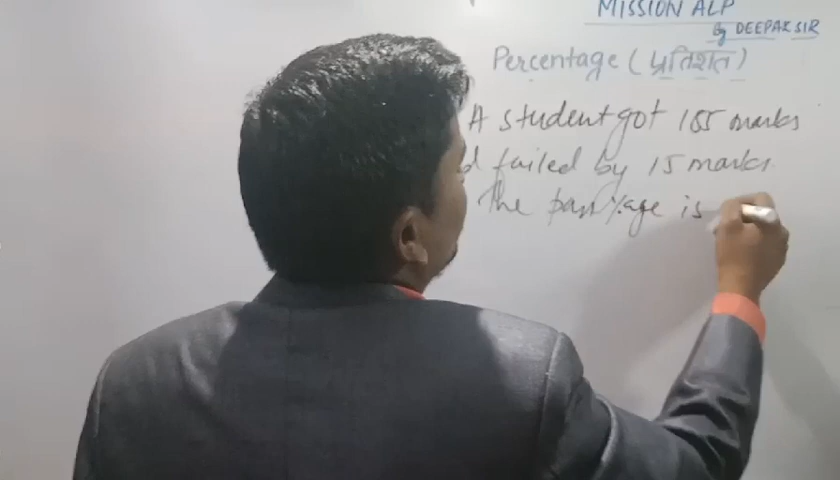 MISSION ALP
By DEEPAK SIR
Percentage (प्रतिशत)
A student got 185 marks
d failed by 15 marks.
the pass %age is